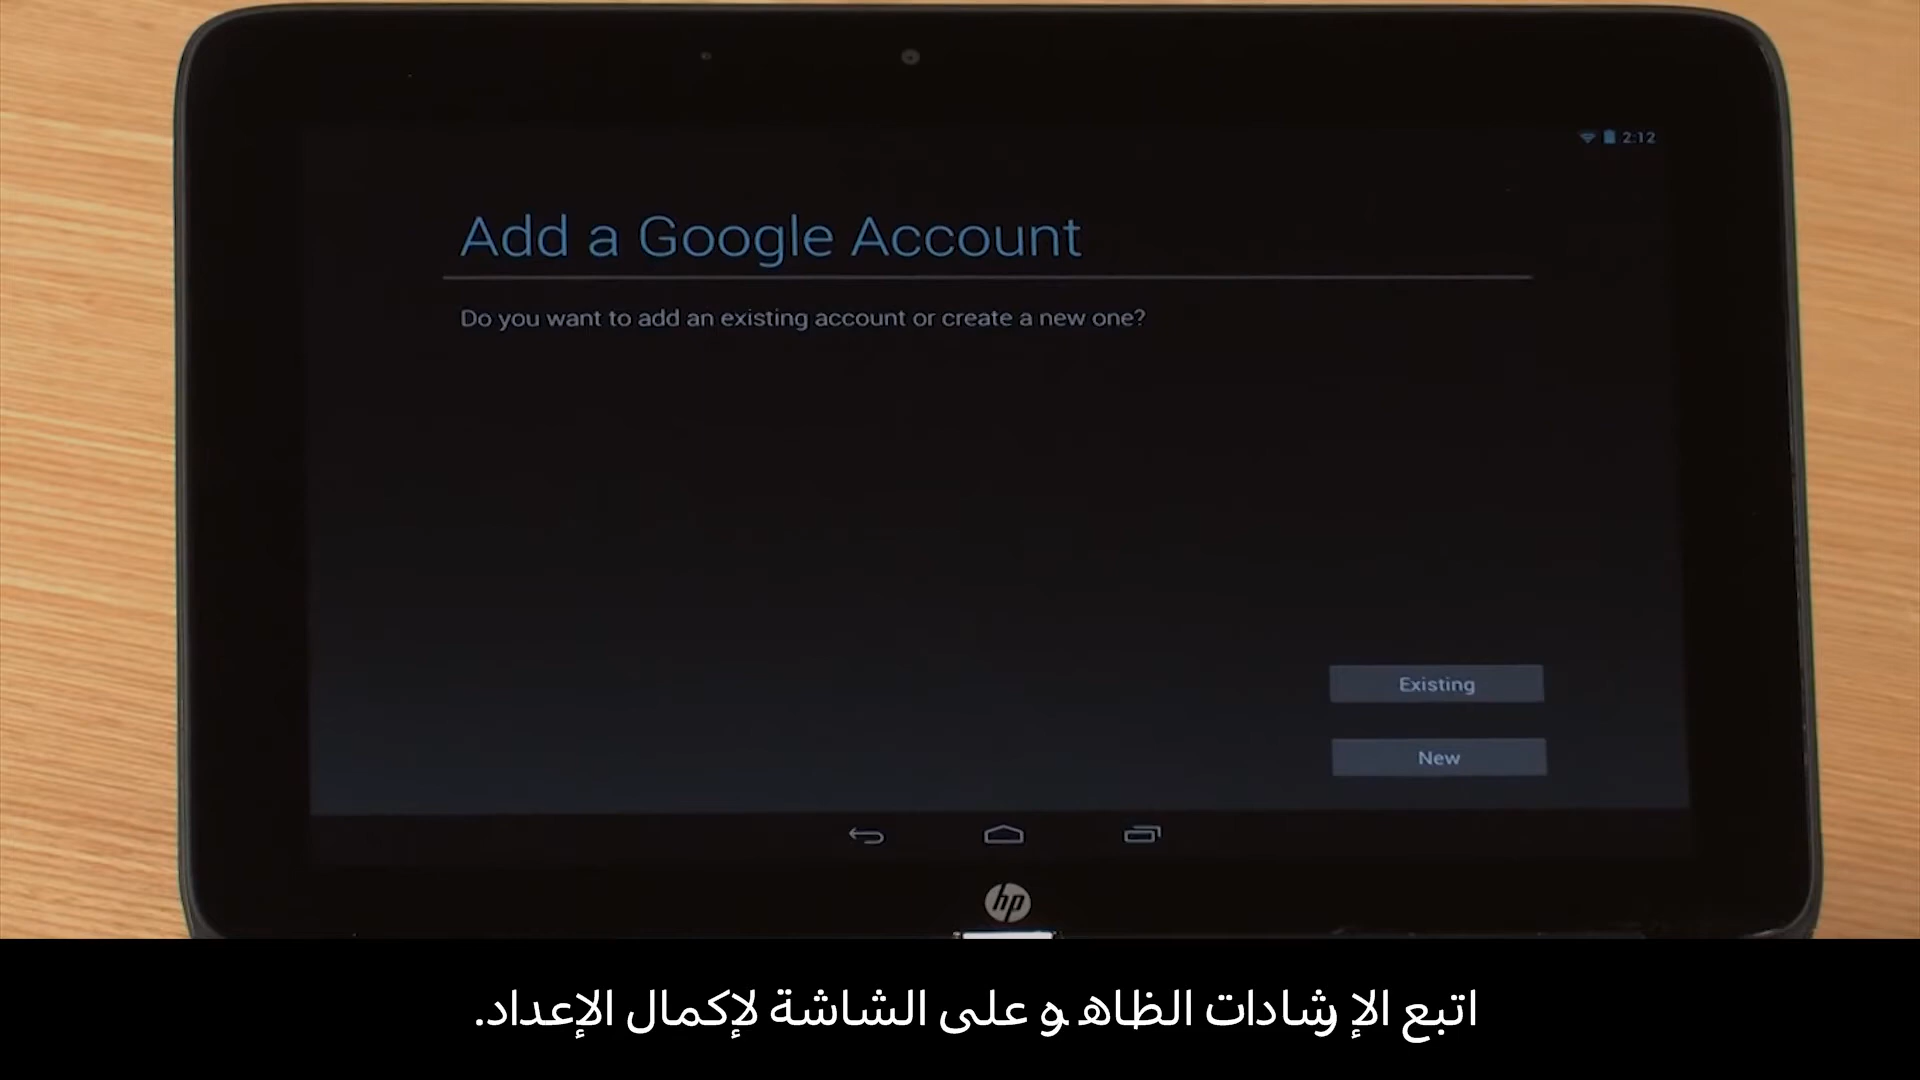 2:12
Add a Google Account
Do you want to add an existing account or create a new one?
Existing
New
hp
اتبع الإرشادات الظاهرة على الشاشة لإكمال الإعداد.